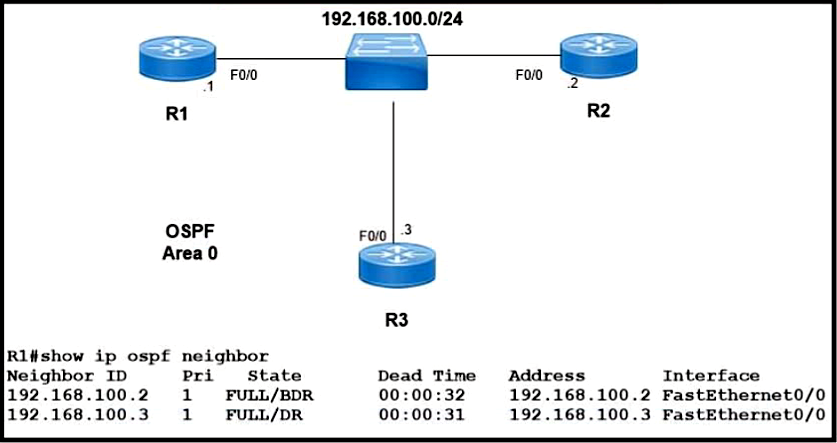 192.168.100.0/24
F0/0
.1
R1
F0/0
.2
R2
OSPF
Area 0
F0/0
.3
R3
R1#show ip ospf neighbor
Neighbor ID Pri State Dead Time Address Interface
192.168.100.2 1 FULL/BDR 00:00:32 192.168.100.2 FastEthernet0/0
192.168.100.3 1 FULL/DR 00:00:31 192.168.100.3 FastEthernet0/0